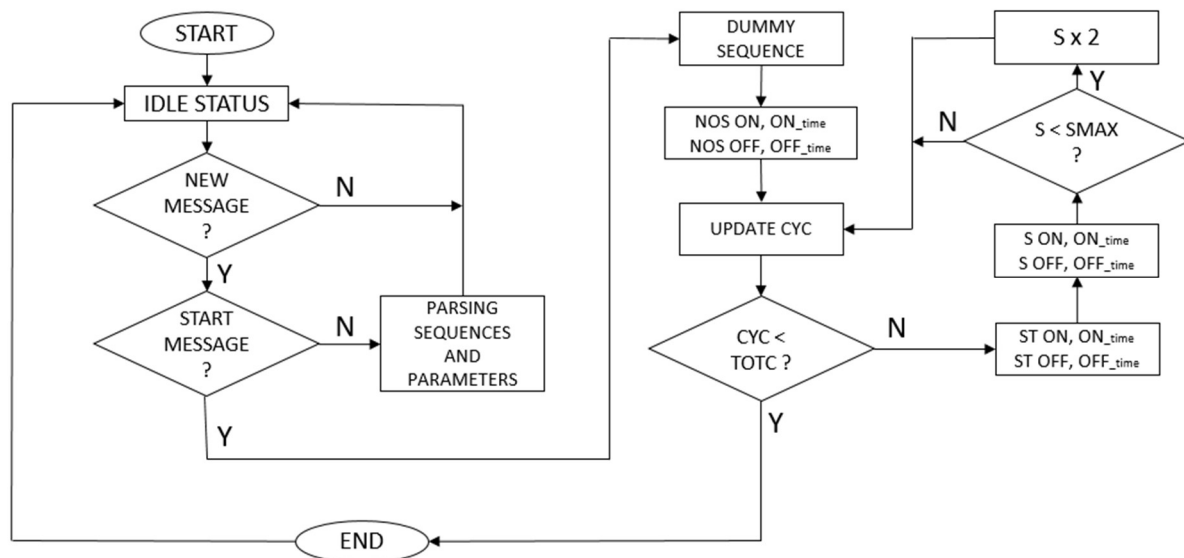 START
IDLE STATUS
NEW
MESSAGE
?
N
Y
START
MESSAGE
?
N
PARSING
SEQUENCES
AND
PARAMETERS
Y
END
DUMMY
SEQUENCE
NOS ON, ON_time
NOS OFF, OFF_time
UPDATE CYC
CYC <
TOTC ?
N
Y
ST ON, ON_time
ST OFF, OFF_time
S ON, ON_time
S OFF, OFF_time
S < SMAX
?
N
Y
S x 2